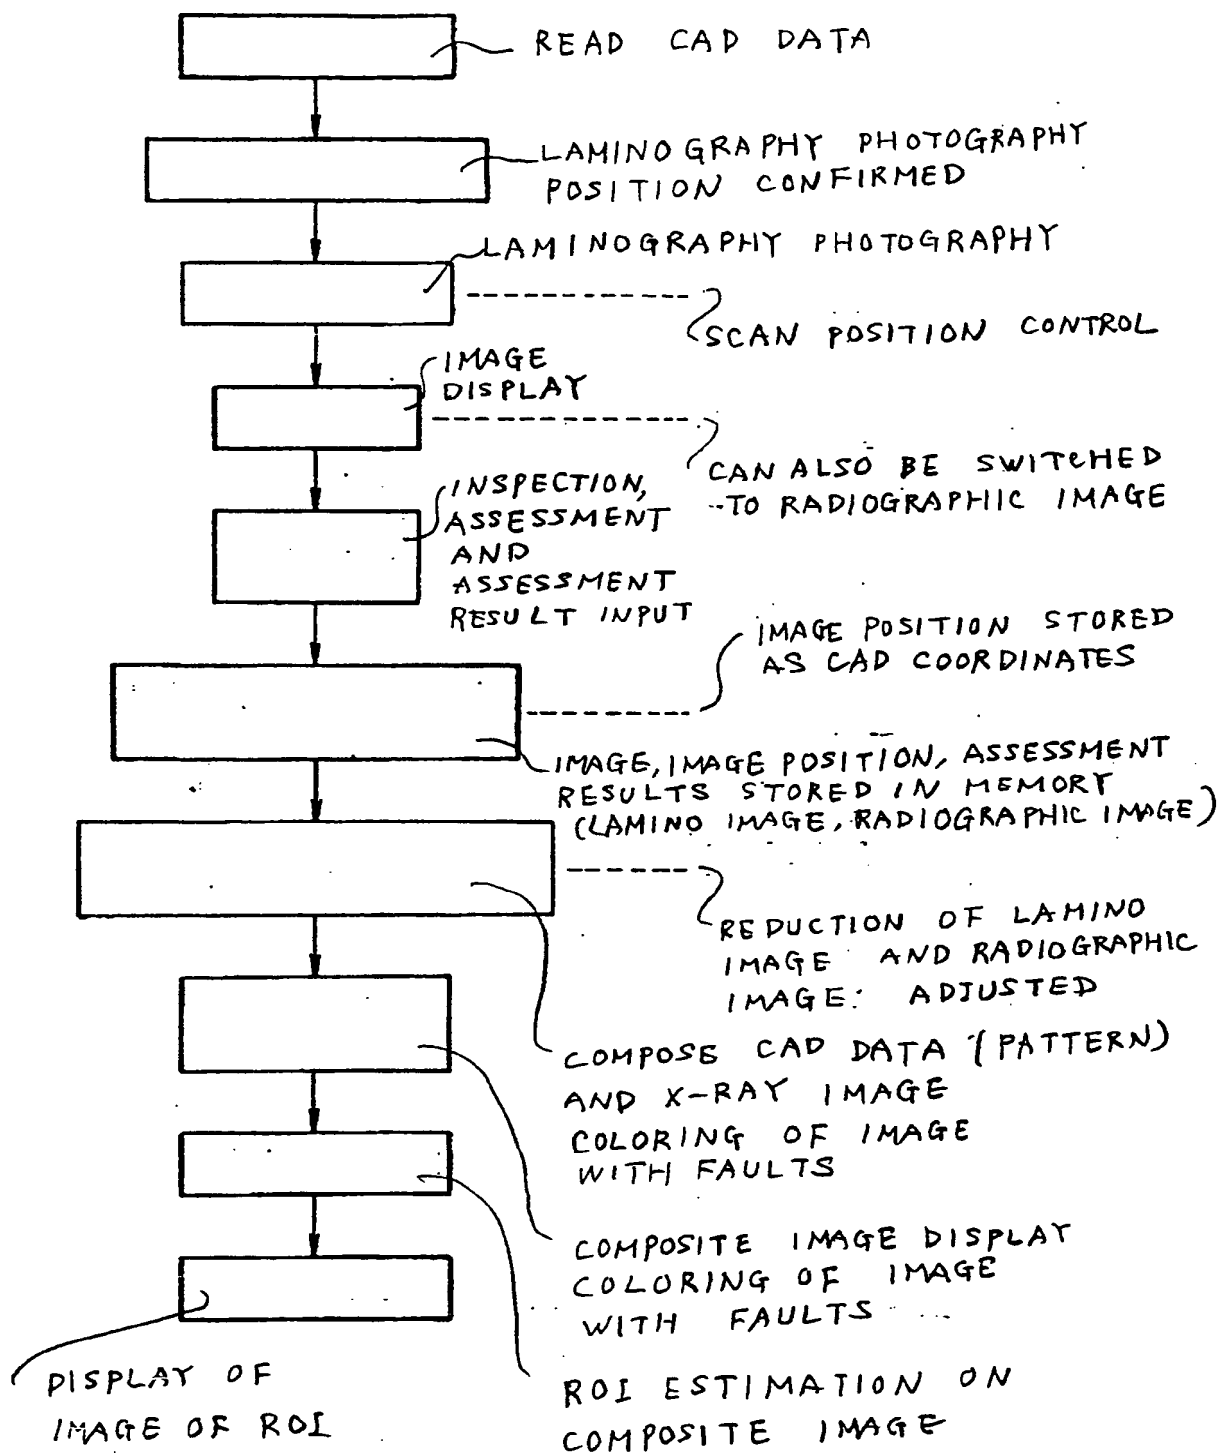 READ CAD DATA
LAMINOGRAPHY PHOTOGRAPHY
POSITION CONFIRMED
LAMINOGRAPHY PHOTOGRAPHY
SCAN POSITION CONTROL
IMAGE
DISPLAY
CAN ALSO BE SWITCHED
TO RADIOGRAPHIC IMAGE
INSPECTION,
ASSESSMENT
AND
ASSESSMENT
RESULT INPUT
IMAGE POSITION STORED
AS CAD COORDINATES
IMAGE, IMAGE POSITION, ASSESSMENT
RESULTS STORED IN MEMORY
(LAMINO IMAGE, RADIOGRAPHIC IMAGE)
REDUCTION OF LAMINO
IMAGE AND RADIOGRAPHIC
IMAGE: ADJUSTED
COMPOSE CAD DATA (PATTERN)
AND X-RAY IMAGE
COLORING OF IMAGE
WITH FAULTS
COMPOSITE IMAGE DISPLAY
COLORING OF IMAGE
WITH FAULTS
ROI ESTIMATION ON
COMPOSITE IMAGE
DISPLAY OF
IMAGE OF ROI